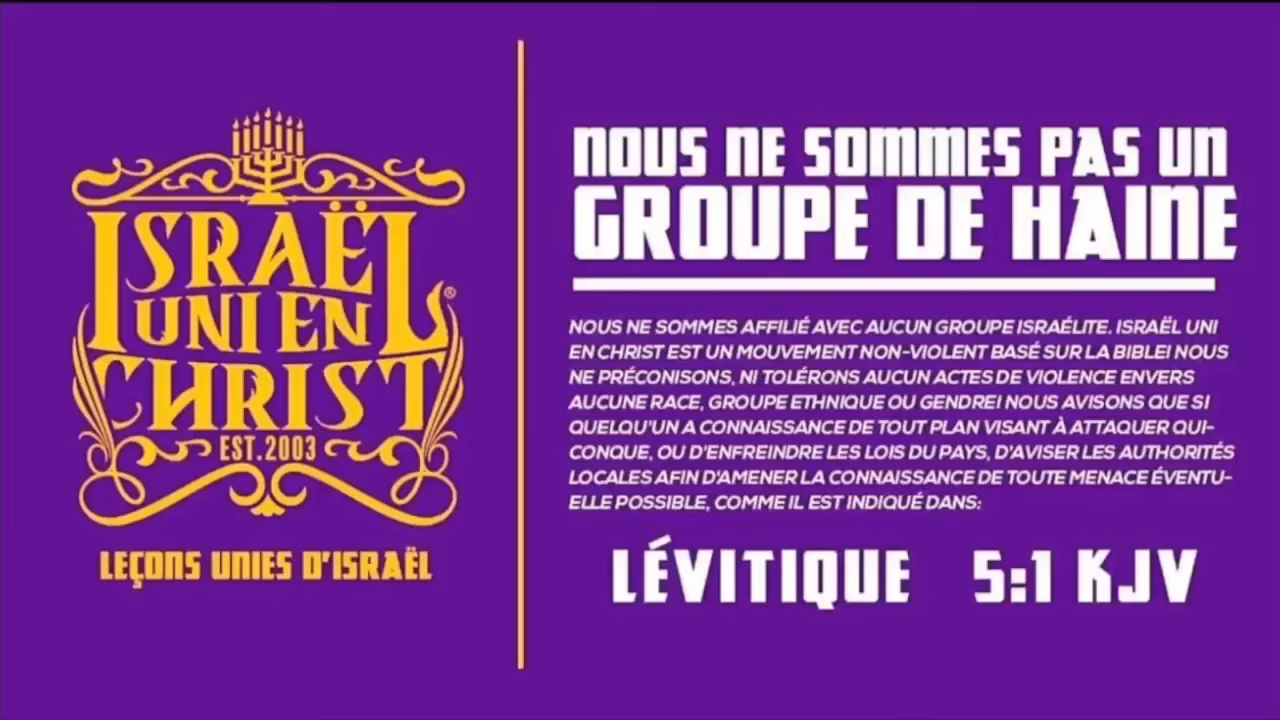 ISRAËL
UNI EN
CHRIST
®
EST. 2003
LEÇONS UNIES D'ISRAËL
NOUS NE SOMMES PAS UN
GROUPE DE HAINE
NOUS NE SOMMES AFFILIÉ AVEC AUCUN GROUPE ISRAÉLITE. ISRAËL UNI
EN CHRIST EST UN MOUVEMENT NON-VIOLENT BASÉ SUR LA BIBLE! NOUS
NE PRÉCONISONS, NI TOLÉRONS AUCUN ACTES DE VIOLENCE ENVERS
AUCUNE RACE, GROUPE ETHNIQUE OU GENDRE! NOUS AVISONS QUE SI
QUELQU'UN A CONNAISSANCE DE TOUT PLAN VISANT À ATTAQUER QUI-
CONQUE, OU D'ENFREINDRE LES LOIS DU PAYS, D'AVISER LES AUTHORITÉS
LOCALES AFIN D'AMENER LA CONNAISSANCE DE TOUTE MENACE ÉVENTU-
ELLE POSSIBLE, COMME IL EST INDIQUÉ DANS:
LÉVITIQUE 5:1 KJV